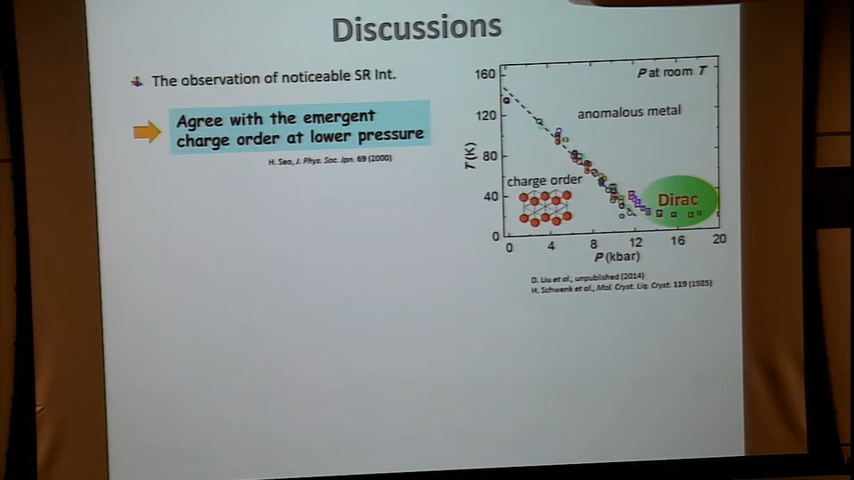 Discussions
The observation of noticeable SR Int.
Agree with the emergent
charge order at lower pressure
H. Seo, J. Phys. Soc. Jpn. 69 (2000)
160
120
80
40
0
T(K)
P at room T
anomalous metal
charge order
Dirac
0 4 8 12 16 20
P (kbar)
D. Liu et al., unpublished (2014)
H. Schwenk et al., Mol. Cryst. Liq. Cryst. 119 (1985)